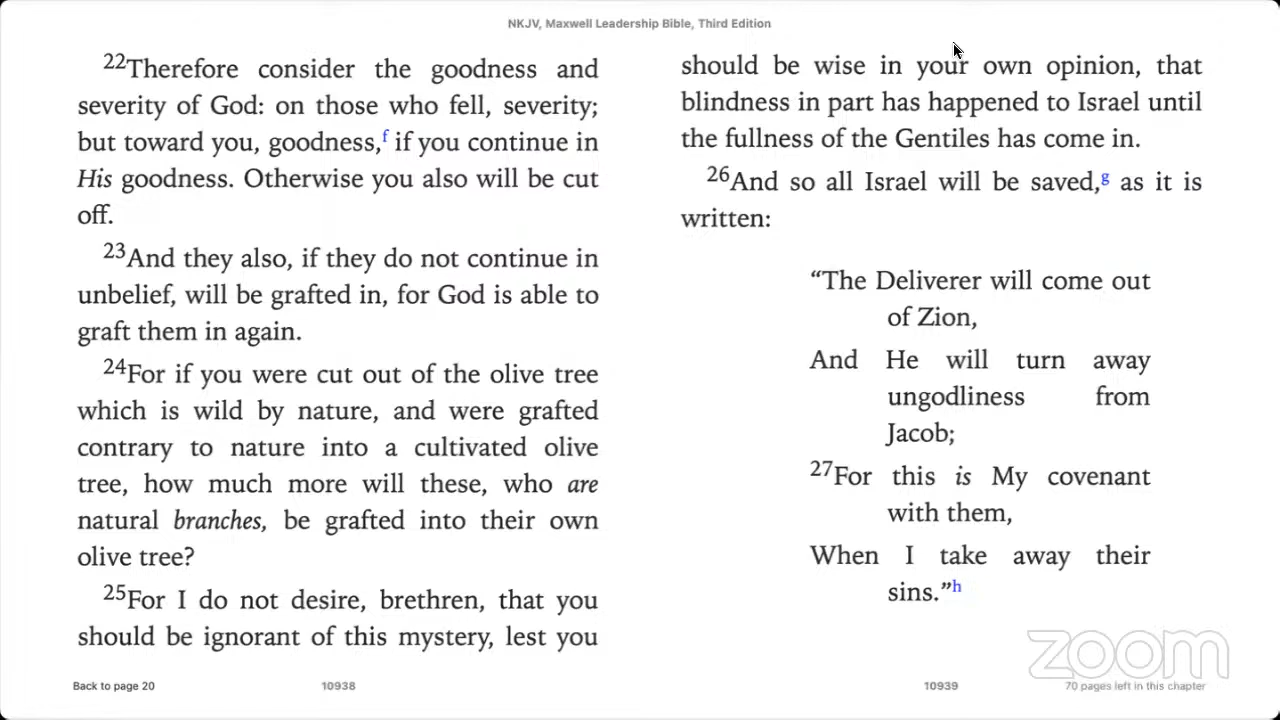 NKJV, Maxwell Leadership Bible, Third Edition
22Therefore consider the goodness and
severity of God: on those who fell, severity;
but toward you, goodness,f if you continue in
His goodness. Otherwise you also will be cut
off.
23And they also, if they do not continue in
unbelief, will be grafted in, for God is able to
graft them in again.
24For if you were cut out of the olive tree
which is wild by nature, and were grafted
contrary to nature into a cultivated olive
tree, how much more will these, who are
natural branches, be grafted into their own
olive tree?
25For I do not desire, brethren, that you
should be ignorant of this mystery, lest you
should be wise in your own opinion, that
blindness in part has happened to Israel until
the fullness of the Gentiles has come in.
26And so all Israel will be saved,g as it is
written:
“The Deliverer will come out
of Zion,
And He will turn away
ungodliness from
Jacob;
27For this is My covenant
with them,
When I take away their
sins.”h
zoom
Back to page 20
10938
10939
70 pages left in this chapter